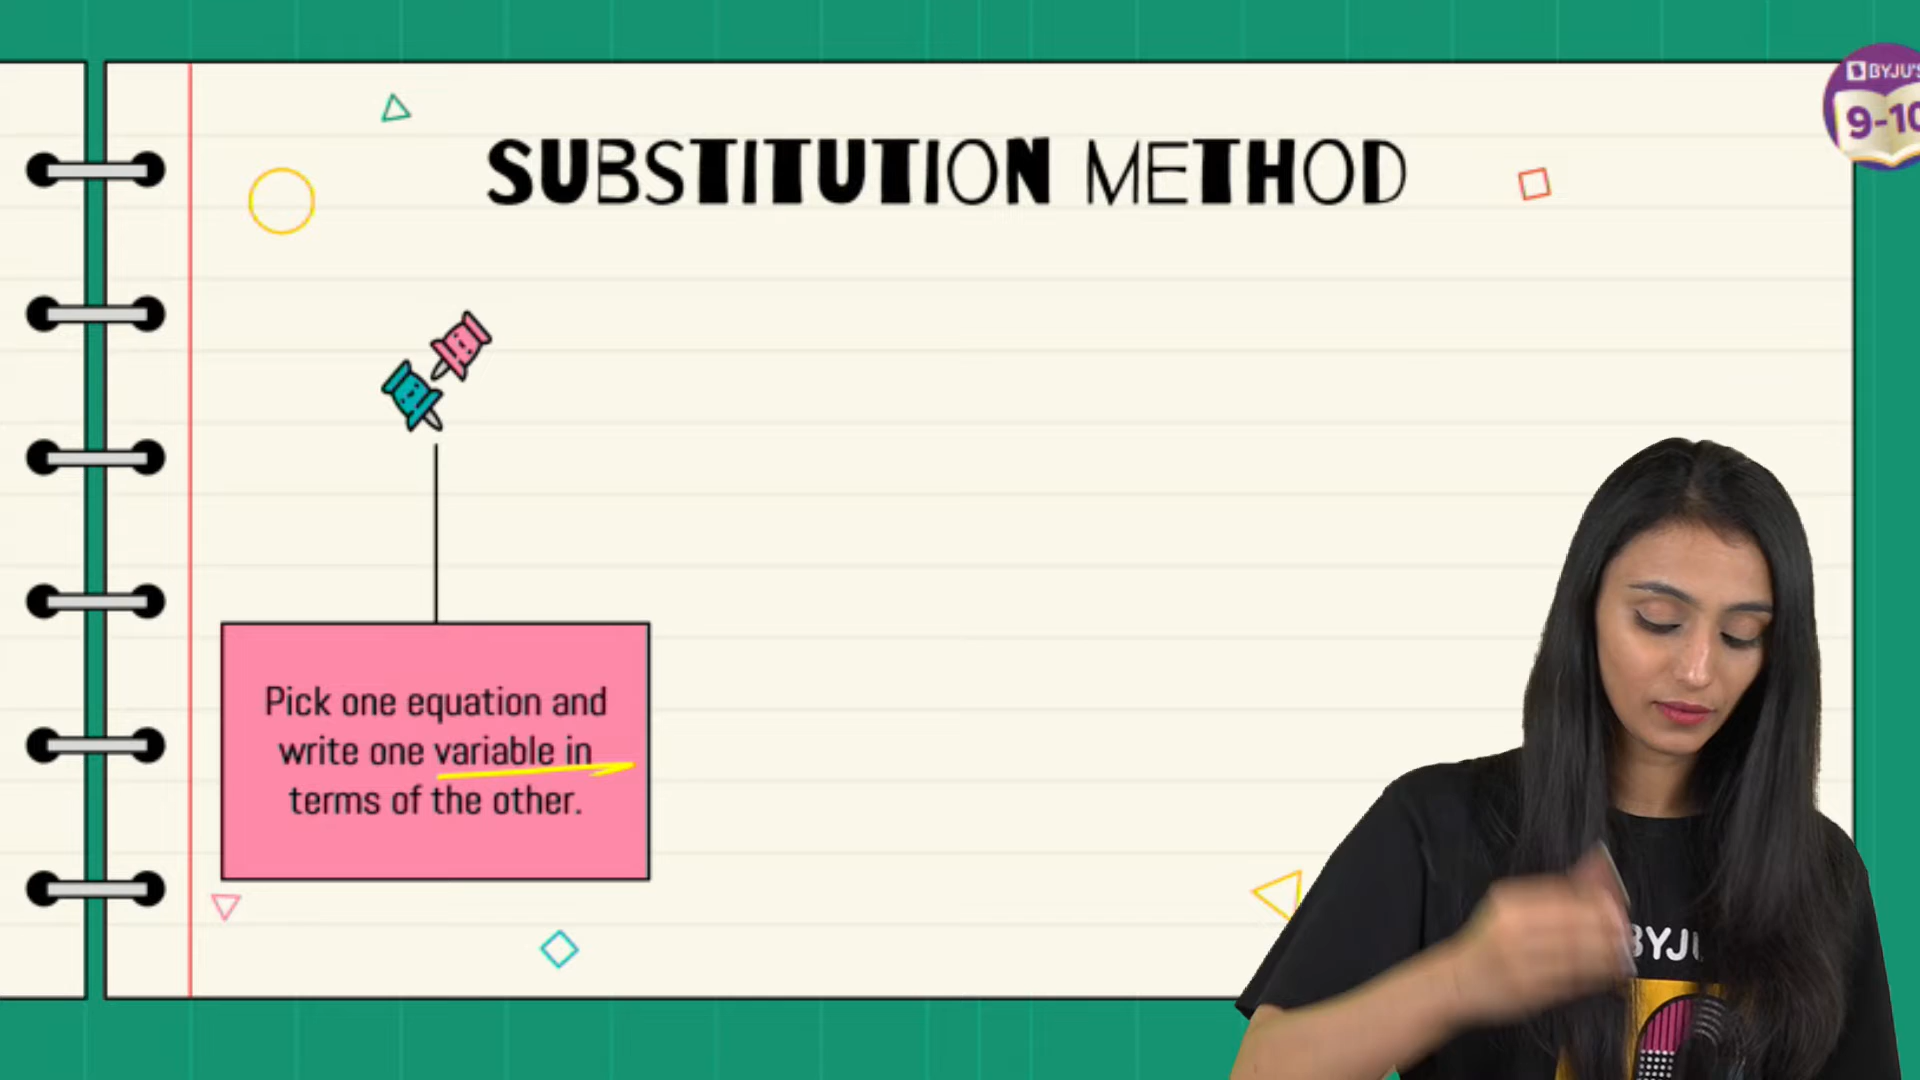 BYJU'S
9-10
SUBSTITUTION METHOD
Pick one equation and
write one variable in
terms of the other.
BYJU